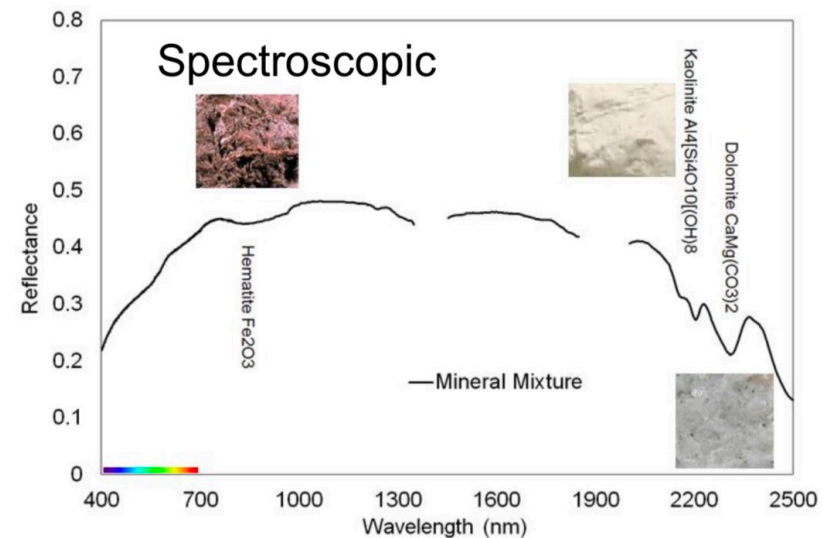 Spectroscopic
0.8
0.7
0.6
0.5
0.4
0.3
0.2
0.1
0
Reflectance
Hematite Fe2O3
Kaolinite Al4[Si4O10[(OH)8
Dolomite CaMg(CO3)2
Mineral Mixture
400 700 1000 1300 1600 1900 2200 2500
Wavelength (nm)